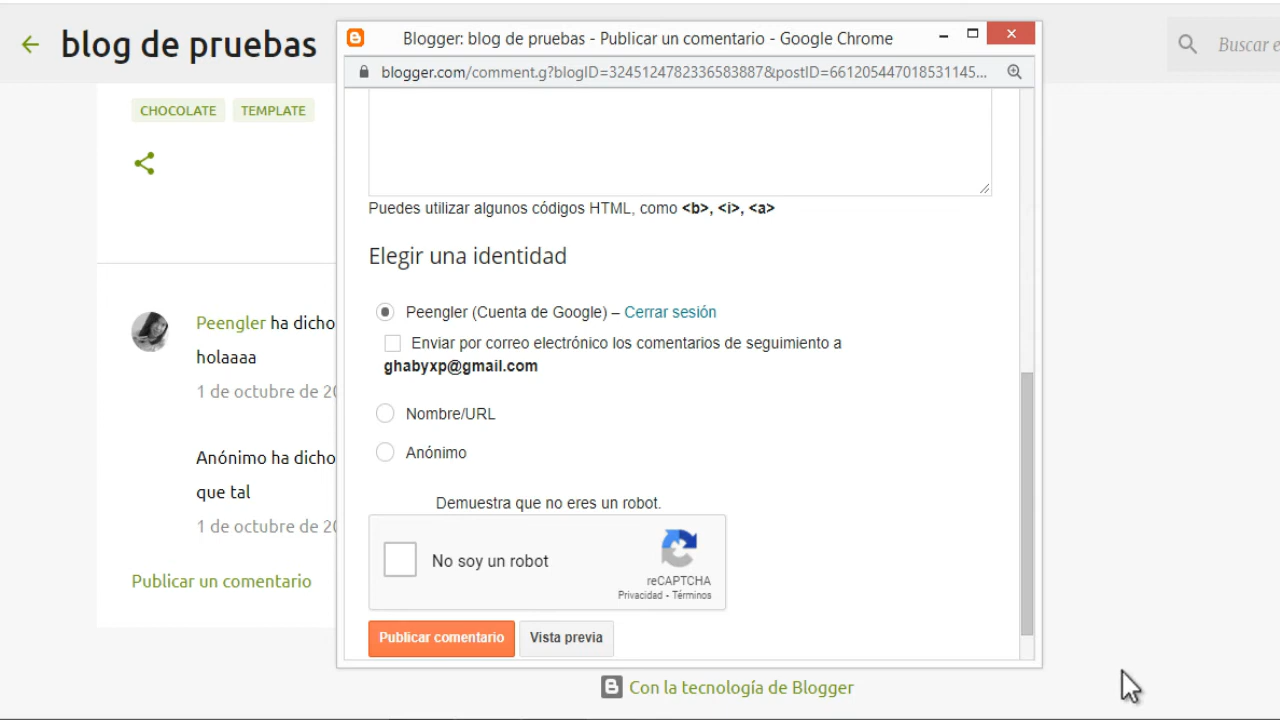 blog de pruebas
Buscar e
CHOCOLATE TEMPLATE
Peengler ha dicho
holaaaa
1 de octubre de 20
Anónimo ha dicho
que tal
1 de octubre de 20
Publicar un comentario
Blogger: blog de pruebas - Publicar un comentario - Google Chrome
blogger.com/comment.g?blogID=3245124782336583887&postID=661205447018531145...
Puedes utilizar algunos códigos HTML, como <b>, <i>, <a>
Elegir una identidad
Peengler (Cuenta de Google) – Cerrar sesión
Enviar por correo electrónico los comentarios de seguimiento a
ghabyxp@gmail.com
Nombre/URL
Anónimo
Demuestra que no eres un robot.
No soy un robot
reCAPTCHA
Privacidad - Términos
Publicar comentario Vista previa
Con la tecnología de Blogger